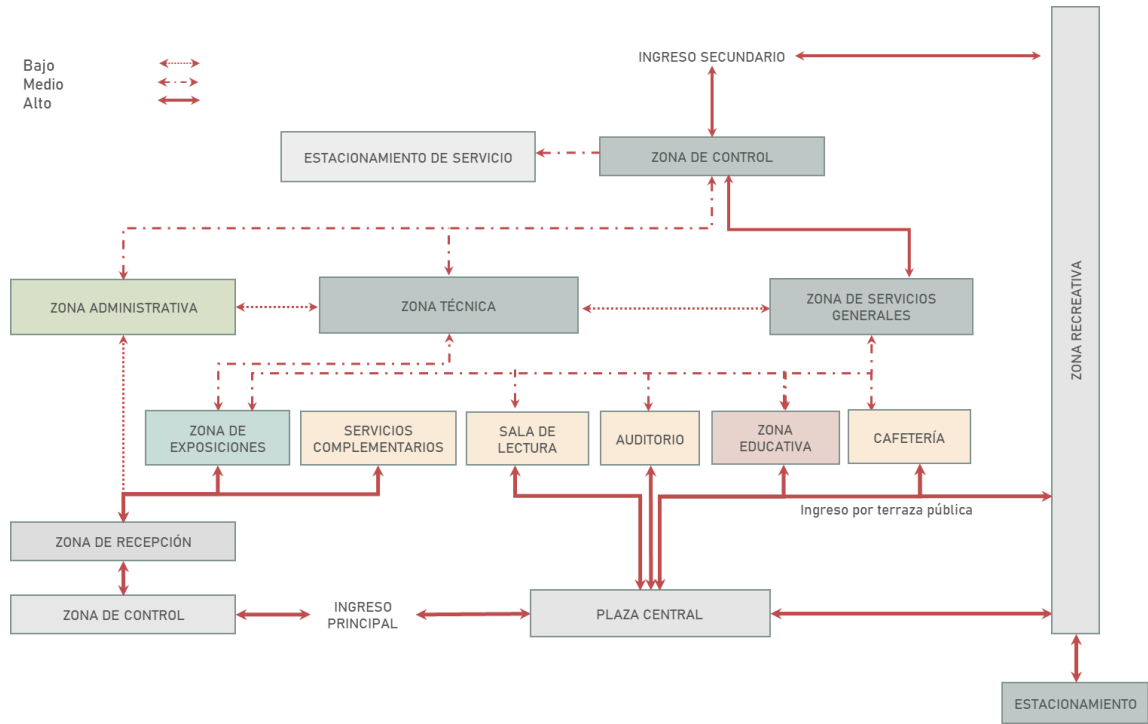 INGRESO SECUNDARIO
Bajo
Medio
Alto
ESTACIONAMIENTO DE SERVICIO
ZONA DE CONTROL
ZONA ADMINISTRATIVA
ZONA TÉCNICA
ZONA DE SERVICIOS
GENERALES
ZONA RECREATIVA
ZONA DE
EXPOSICIONES
SERVICIOS
COMPLEMENTARIOS
SALA DE
LECTURA
AUDITORIO
ZONA
EDUCATIVA
CAFETERÍA
Ingreso por terraza pública
ZONA DE RECEPCIÓN
ZONA DE CONTROL
INGRESO
PRINCIPAL
PLAZA CENTRAL
ESTACIONAMIENTO